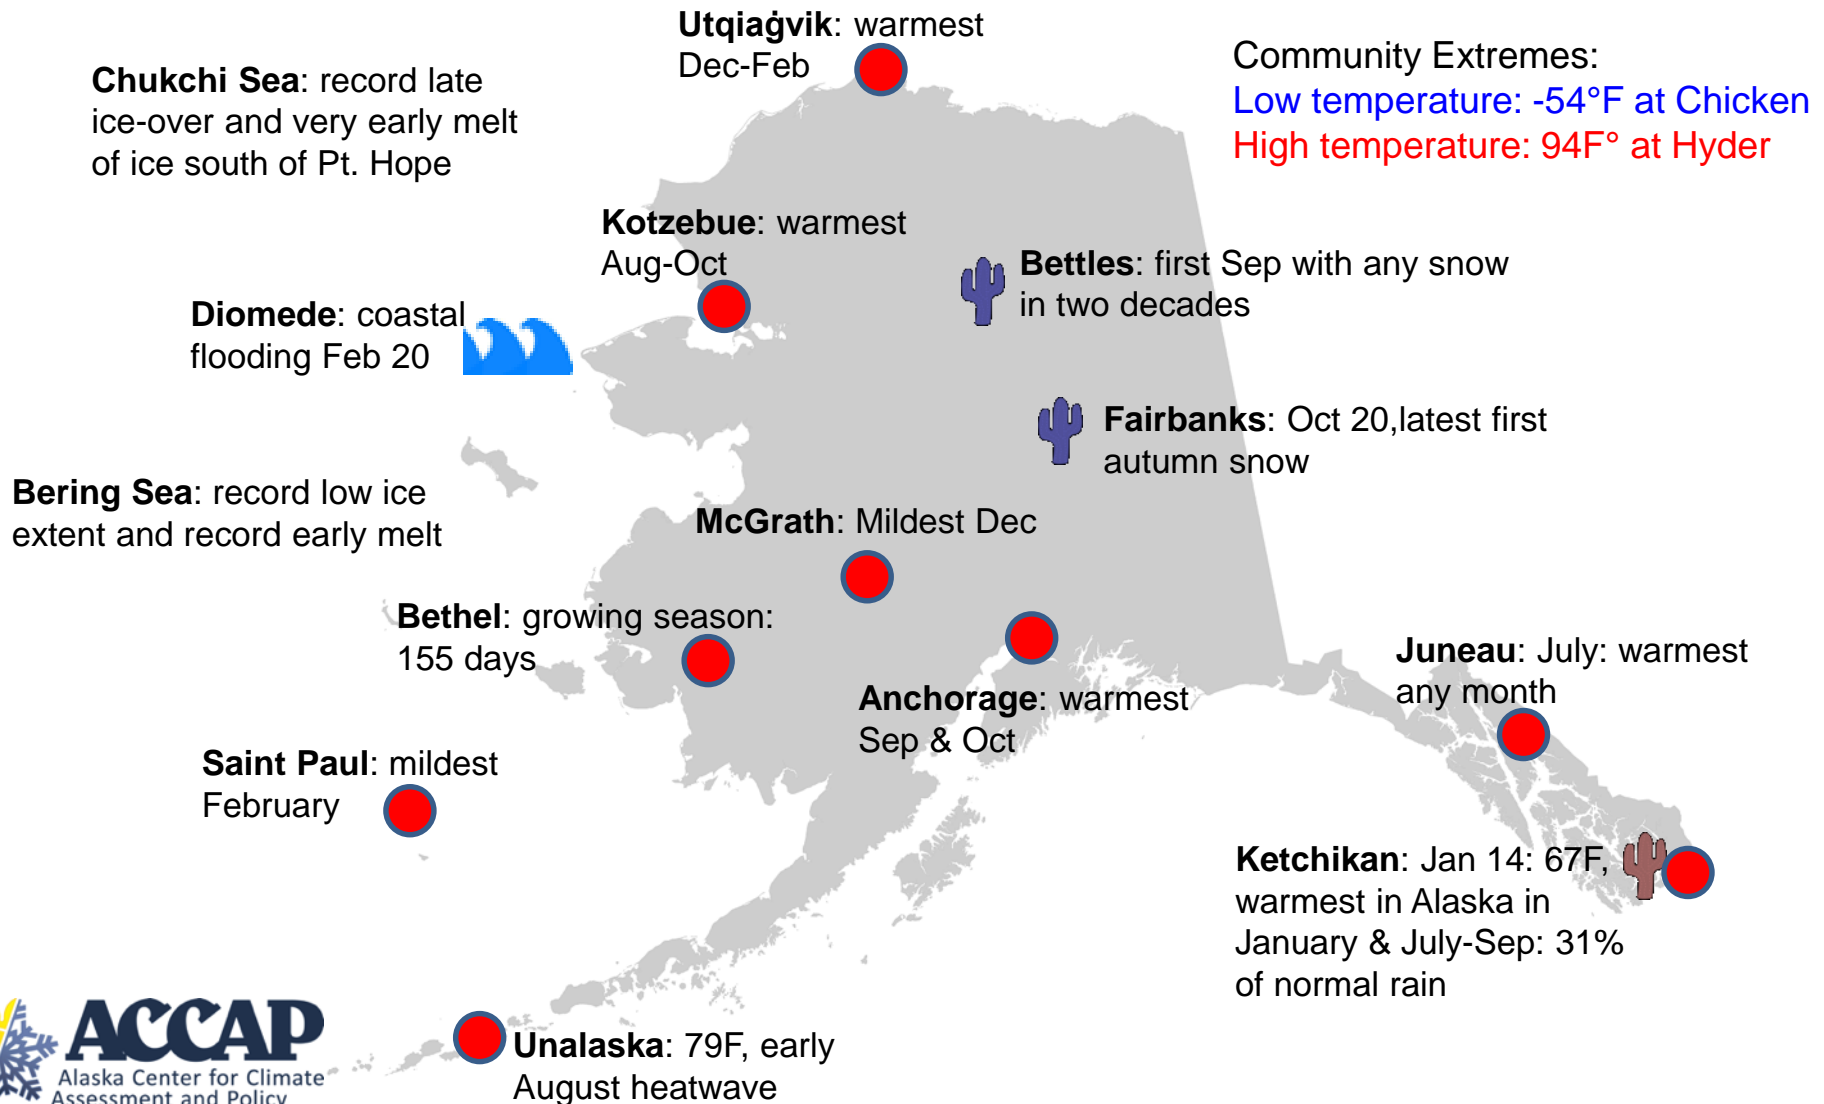 Utqiaġvik: warmest
Dec-Feb
Community Extremes:
Low temperature: -54°F at Chicken
High temperature: 94F° at Hyder
Chukchi Sea: record late
ice-over and very early melt
of ice south of Pt. Hope
Kotzebue: warmest
Aug-Oct
Bettles: first Sep with any snow
in two decades
Diomede: coastal
flooding Feb 20
Fairbanks: Oct 20,latest first
autumn snow
Bering Sea: record low ice
extent and record early melt
McGrath: Mildest Dec
Bethel: growing season:
155 days
Juneau: July: warmest
any month
Anchorage: warmest
Sep & Oct
Saint Paul: mildest
February
Ketchikan: Jan 14: 67F,
warmest in Alaska in
January & July-Sep: 31%
of normal rain
ACCAP
Alaska Center for Climate
Assessment and Policy
Unalaska: 79F, early
August heatwave